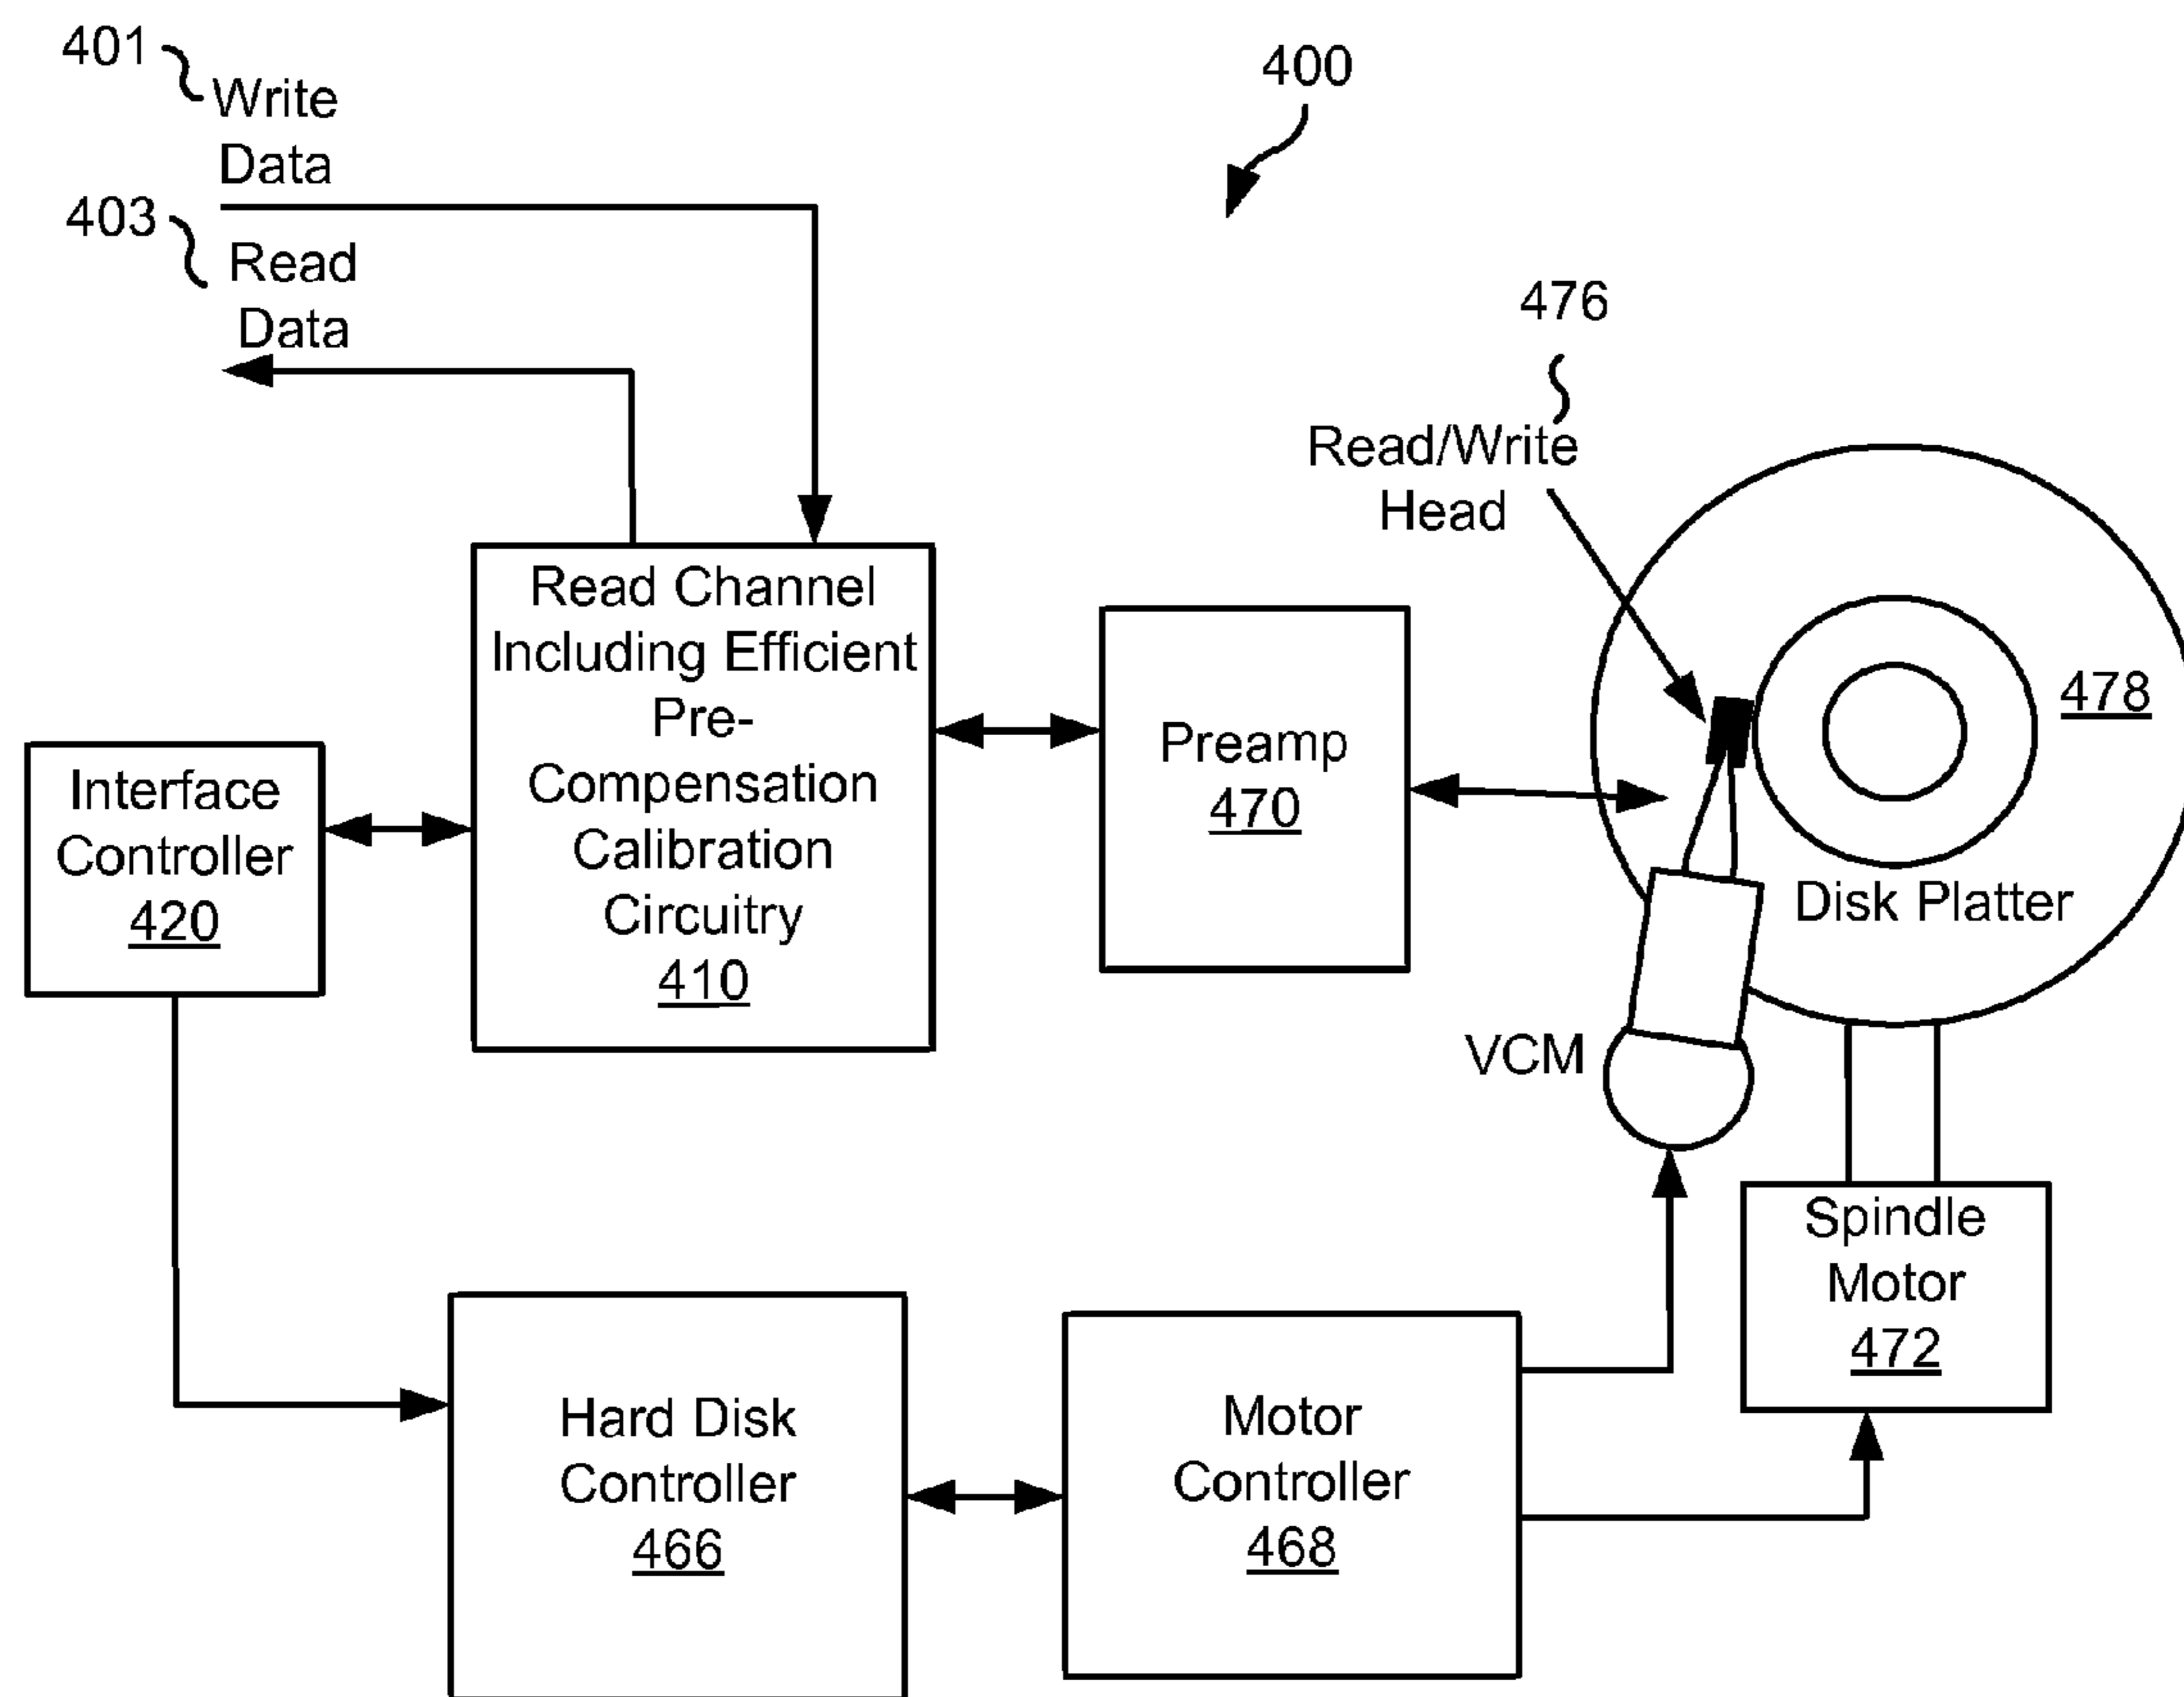 401
Write
Data
403
Read
Data
400
476
Read/Write
Head
478
Disk Platter
Read Channel
Including Efficient
Pre-
Compensation
Calibration
Circuitry
410
Preamp
470
Interface
Controller
420
VCM
Spindle
Motor
472
Hard Disk
Controller
466
Motor
Controller
468